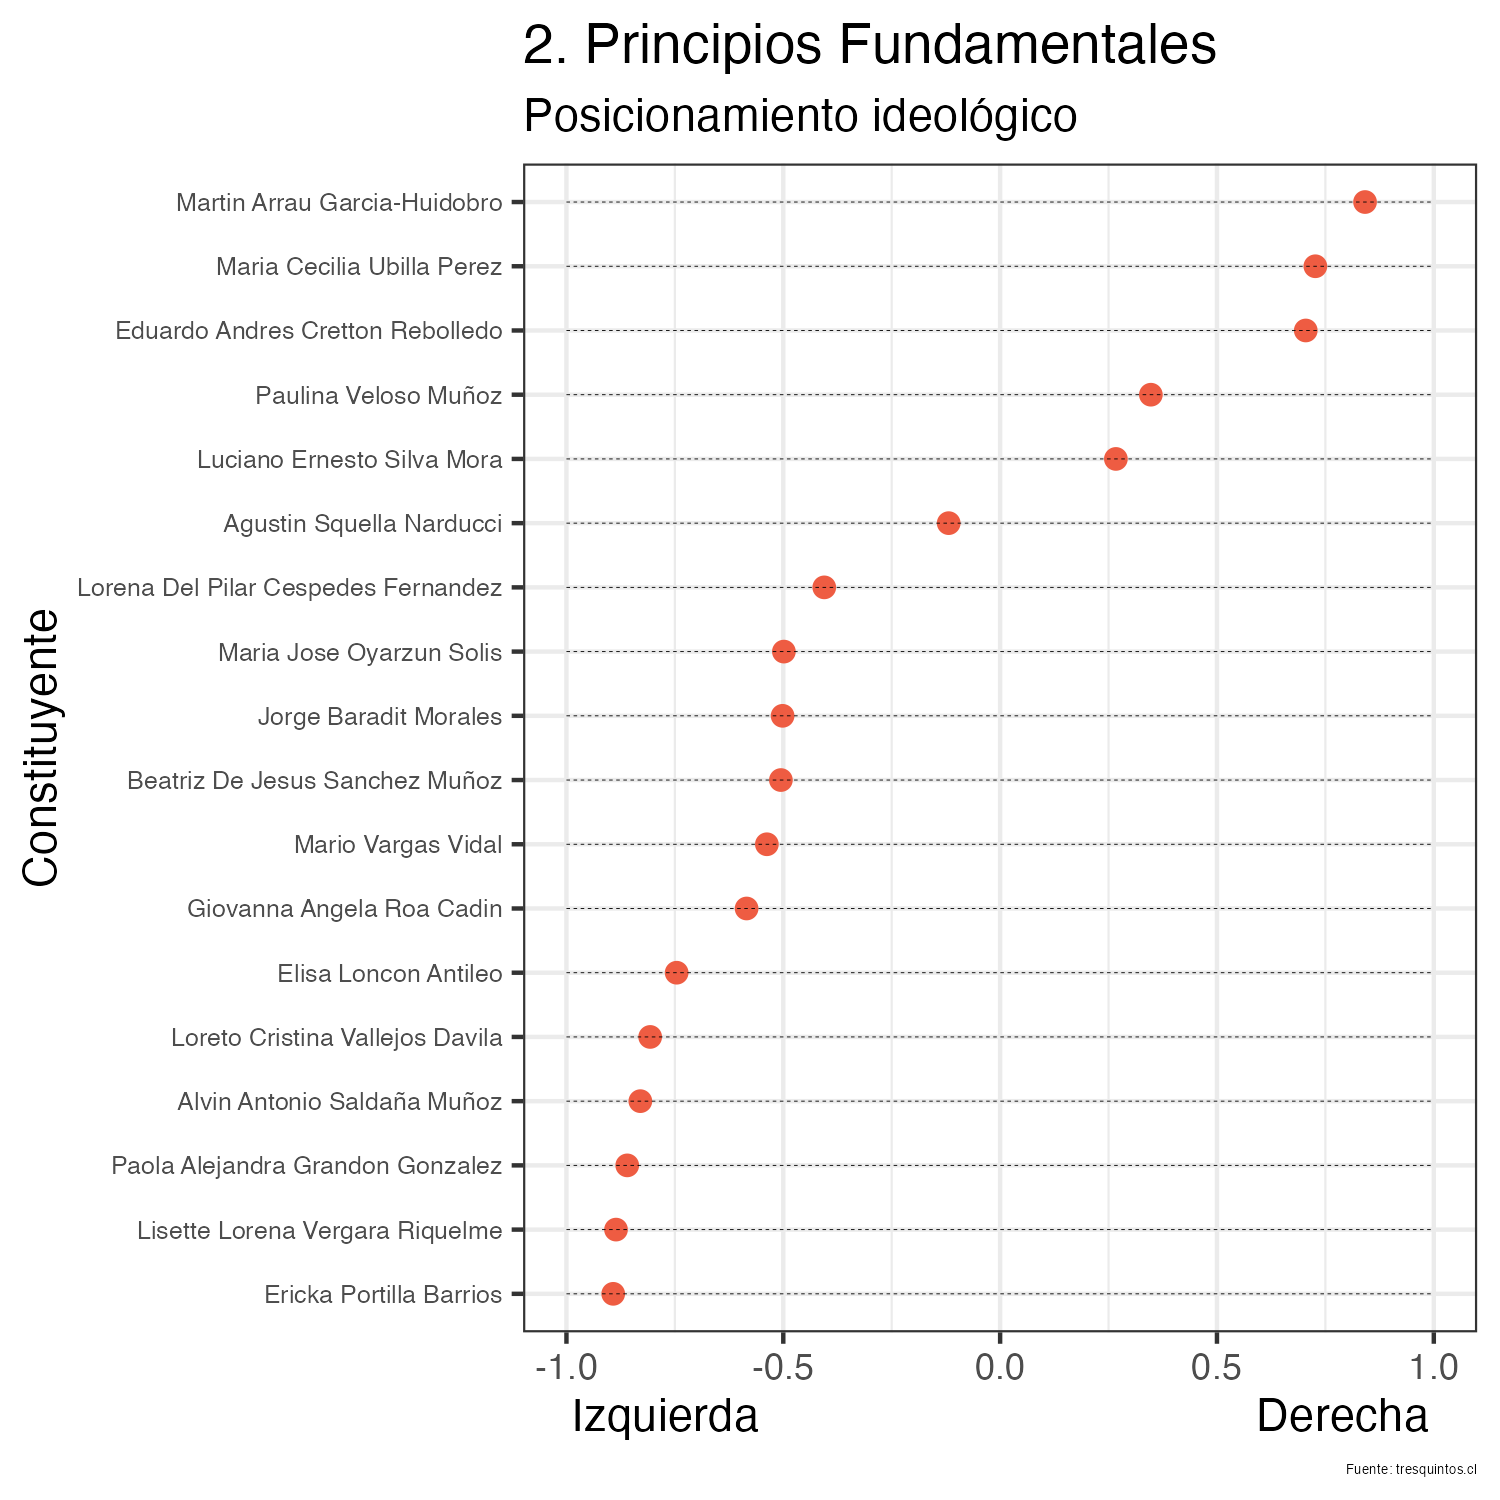 2. Principios Fundamentales
Posicionamiento ideológico
Constituyente
Martin Arrau Garcia-Huidobro
Maria Cecilia Ubilla Perez
Eduardo Andres Cretton Rebolledo
Paulina Veloso Muñoz
Luciano Ernesto Silva Mora
Agustin Squella Narducci
Lorena Del Pilar Cespedes Fernandez
Maria Jose Oyarzun Solis
Jorge Baradit Morales
Beatriz De Jesus Sanchez Muñoz
Mario Vargas Vidal
Giovanna Angela Roa Cadin
Elisa Loncon Antileo
Loreto Cristina Vallejos Davila
Alvin Antonio Saldaña Muñoz
Paola Alejandra Grandon Gonzalez
Lisette Lorena Vergara Riquelme
Ericka Portilla Barrios
-1.0 -0.5 0.0 0.5 1.0
Izquierda Derecha
Fuente: tresquintos.cl